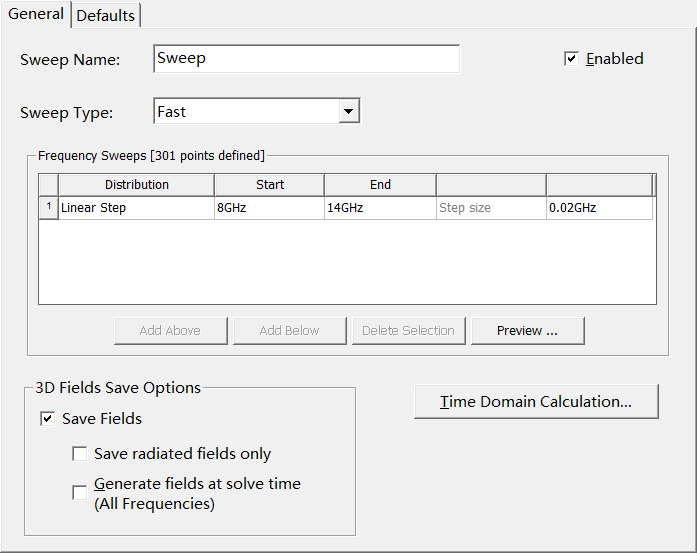 General Defaults
Sweep Name: Sweep Enabled
Sweep Type: Fast
Frequency Sweeps [301 points defined]
Distribution Start End
1 Linear Step 8GHz 14GHz Step size 0.02GHz
Add Above Add Below Delete Selection Preview ...
3D Fields Save Options
Time Domain Calculation...
Save Fields
Save radiated fields only
Generate fields at solve time
(All Frequencies)